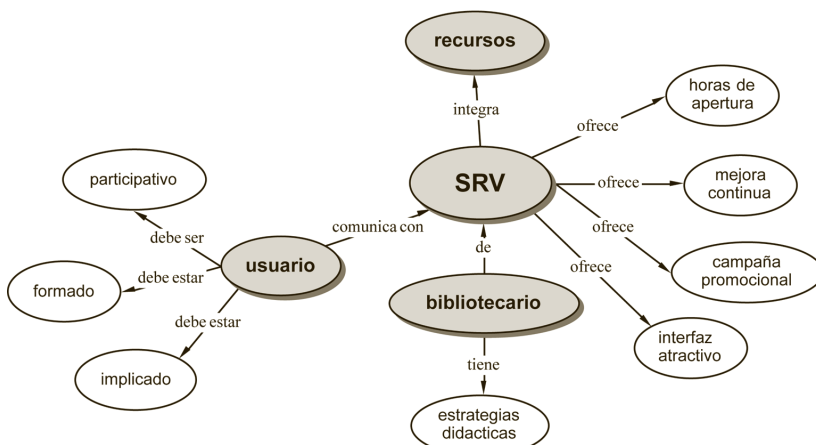 recursos
integra
horas de
apertura
ofrece
SRV
ofrece
mejora
continua
participativo
comunica con
ofrece
debe ser
de
campaña
promocional
usuario
ofrece
debe estar
formado
bibliotecario
debe estar
interfaz
atractivo
tiene
implicado
estrategias
didacticas